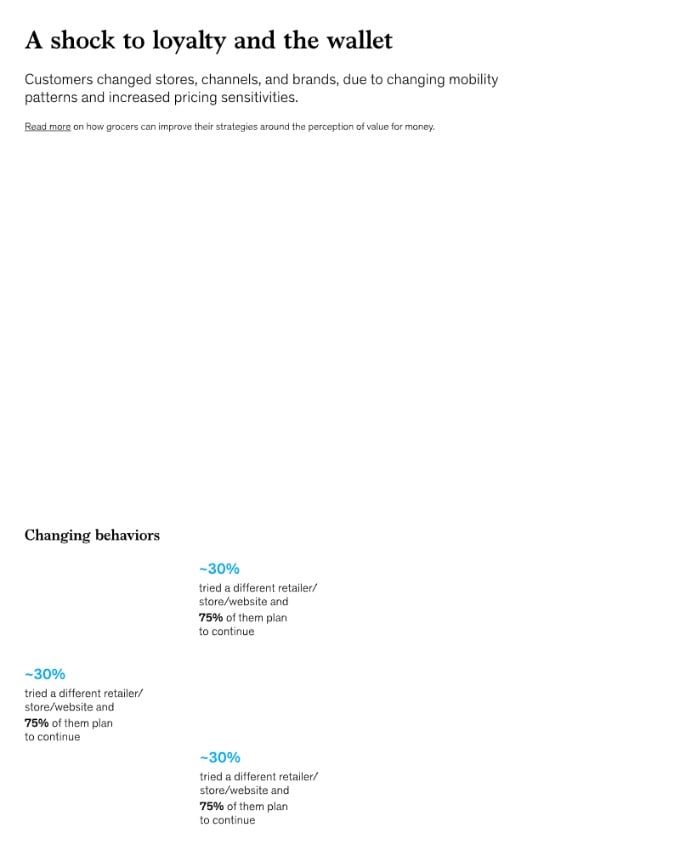 A shock to loyalty and the wallet
Customers changed stores, channels, and brands, due to changing mobility
patterns and increased pricing sensitivities.
Read more on how grocers can improve their strategies around the perception of value for money.
Changing behaviors
~30%
tried a different retailer/
store/website and
75% of them plan
to continue
~30%
tried a different retailer/
store/website and
75% of them plan
to continue
~30%
tried a different retailer/
store/website and
75% of them plan
to continue